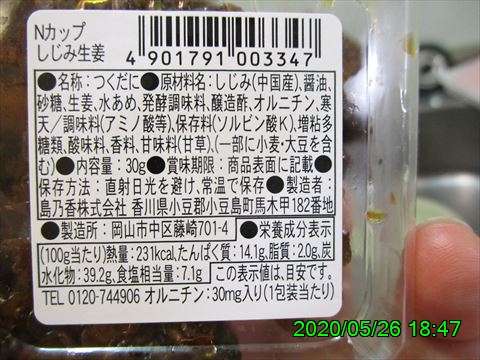 Nカップ
しじみ生姜
4 901791 003347
●名称:つくだに●原材料名:しじみ(中国産)、醤油、
砂糖、生姜、水あめ、発酵調味料、醸造酢、オルニチン、寒
天/調味料(アミノ酸等)、保存料(ソルビン酸K)、増粘多
糖類、酸味料、香料、甘味料(甘草)、(一部に小麦・大豆を含
む)●内容量:30g●賞味期限:商品表面に記載●
保存方法:直射日光を避け、常温で保存●製造者:
島乃香株式会社 香川県小豆郡小豆島町馬木甲182番地
●製造所:岡山市中区藤崎701-4 ●栄養成分表示
(100g当たり)熱量:231kcal、たんぱく質:14.1g、脂質:2.0g、炭
水化物:39.2g、食塩相当量:7.1g この表示値は、目安です。
TEL 0120-744906 オルニチン:30mg入り(1包装当たり)
2020/05/26 18:47